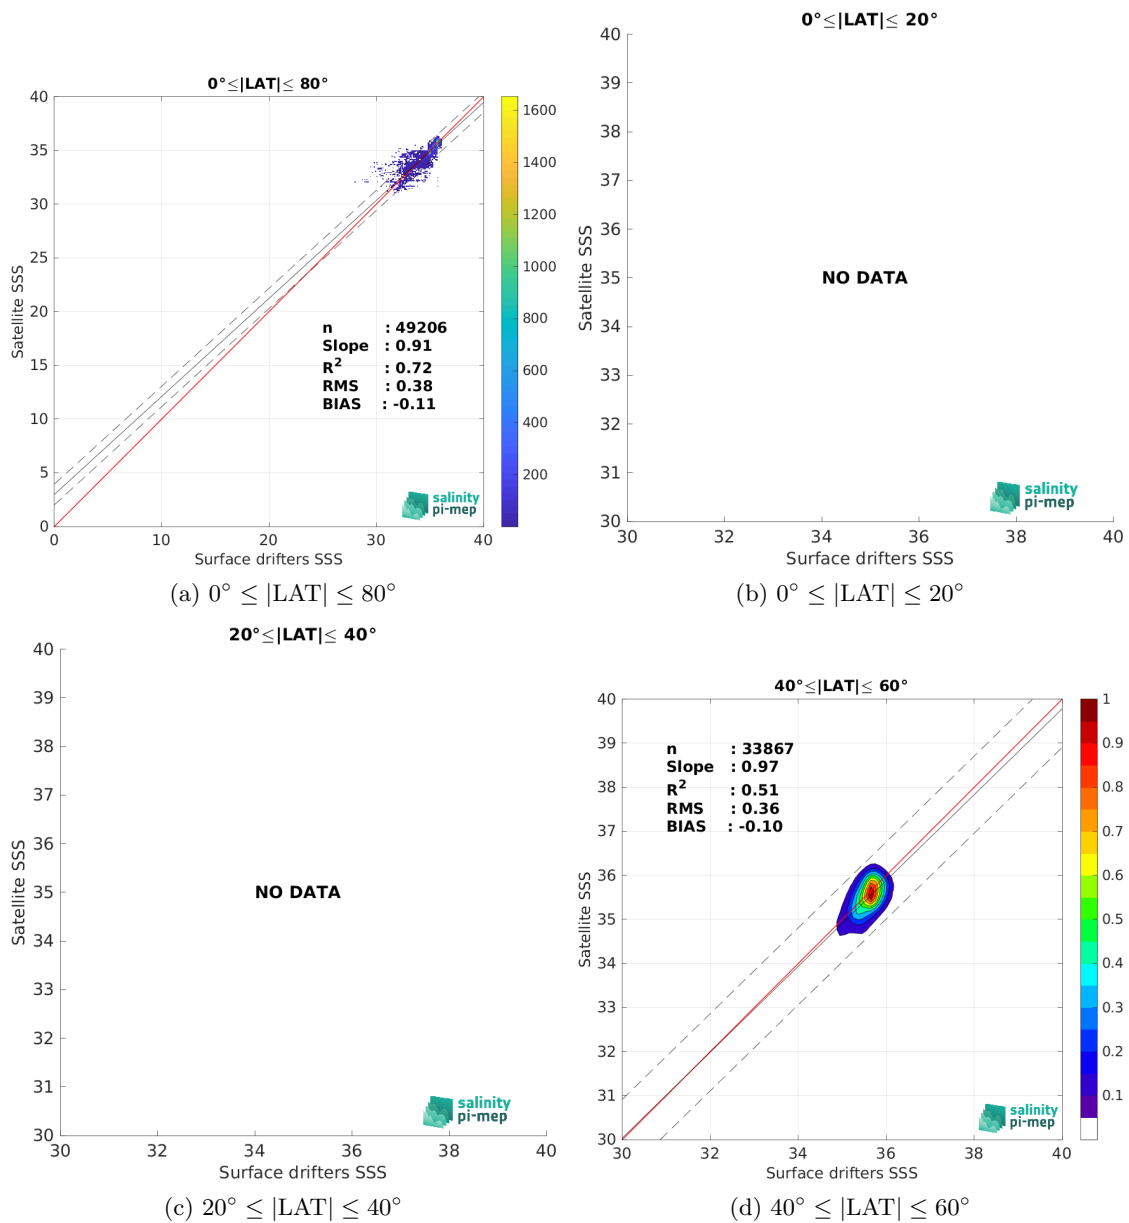 0°≤|LAT|≤ 80°
40
35
30
25
20
15
10
5
0
0
10
20
30
40
Satellite SSS
Surface drifters SSS
n : 49206
Slope : 0.91
R² : 0.72
RMS : 0.38
BIAS : -0.11
1600
1400
1200
1000
800
600
400
200
salinity
pi-mep
(a) 0° ≤ |LAT| ≤ 80°
0°≤|LAT|≤ 20°
40
39
38
37
36
35
34
33
32
31
30
30
32
34
36
38
40
Satellite SSS
Surface drifters SSS
NO DATA
salinity
pi-mep
(b) 0° ≤ |LAT| ≤ 20°
20°≤|LAT|≤ 40°
40
39
38
37
36
35
34
33
32
31
30
30
32
34
36
38
40
Satellite SSS
Surface drifters SSS
NO DATA
salinity
pi-mep
(c) 20° ≤ |LAT| ≤ 40°
40°≤|LAT|≤ 60°
40
39
38
37
36
35
34
33
32
31
30
30
32
34
36
38
40
Satellite SSS
Surface drifters SSS
n : 33867
Slope : 0.97
R² : 0.51
RMS : 0.36
BIAS : -0.10
1
0.9
0.8
0.7
0.6
0.5
0.4
0.3
0.2
0.1
salinity
pi-mep
(d) 40° ≤ |LAT| ≤ 60°